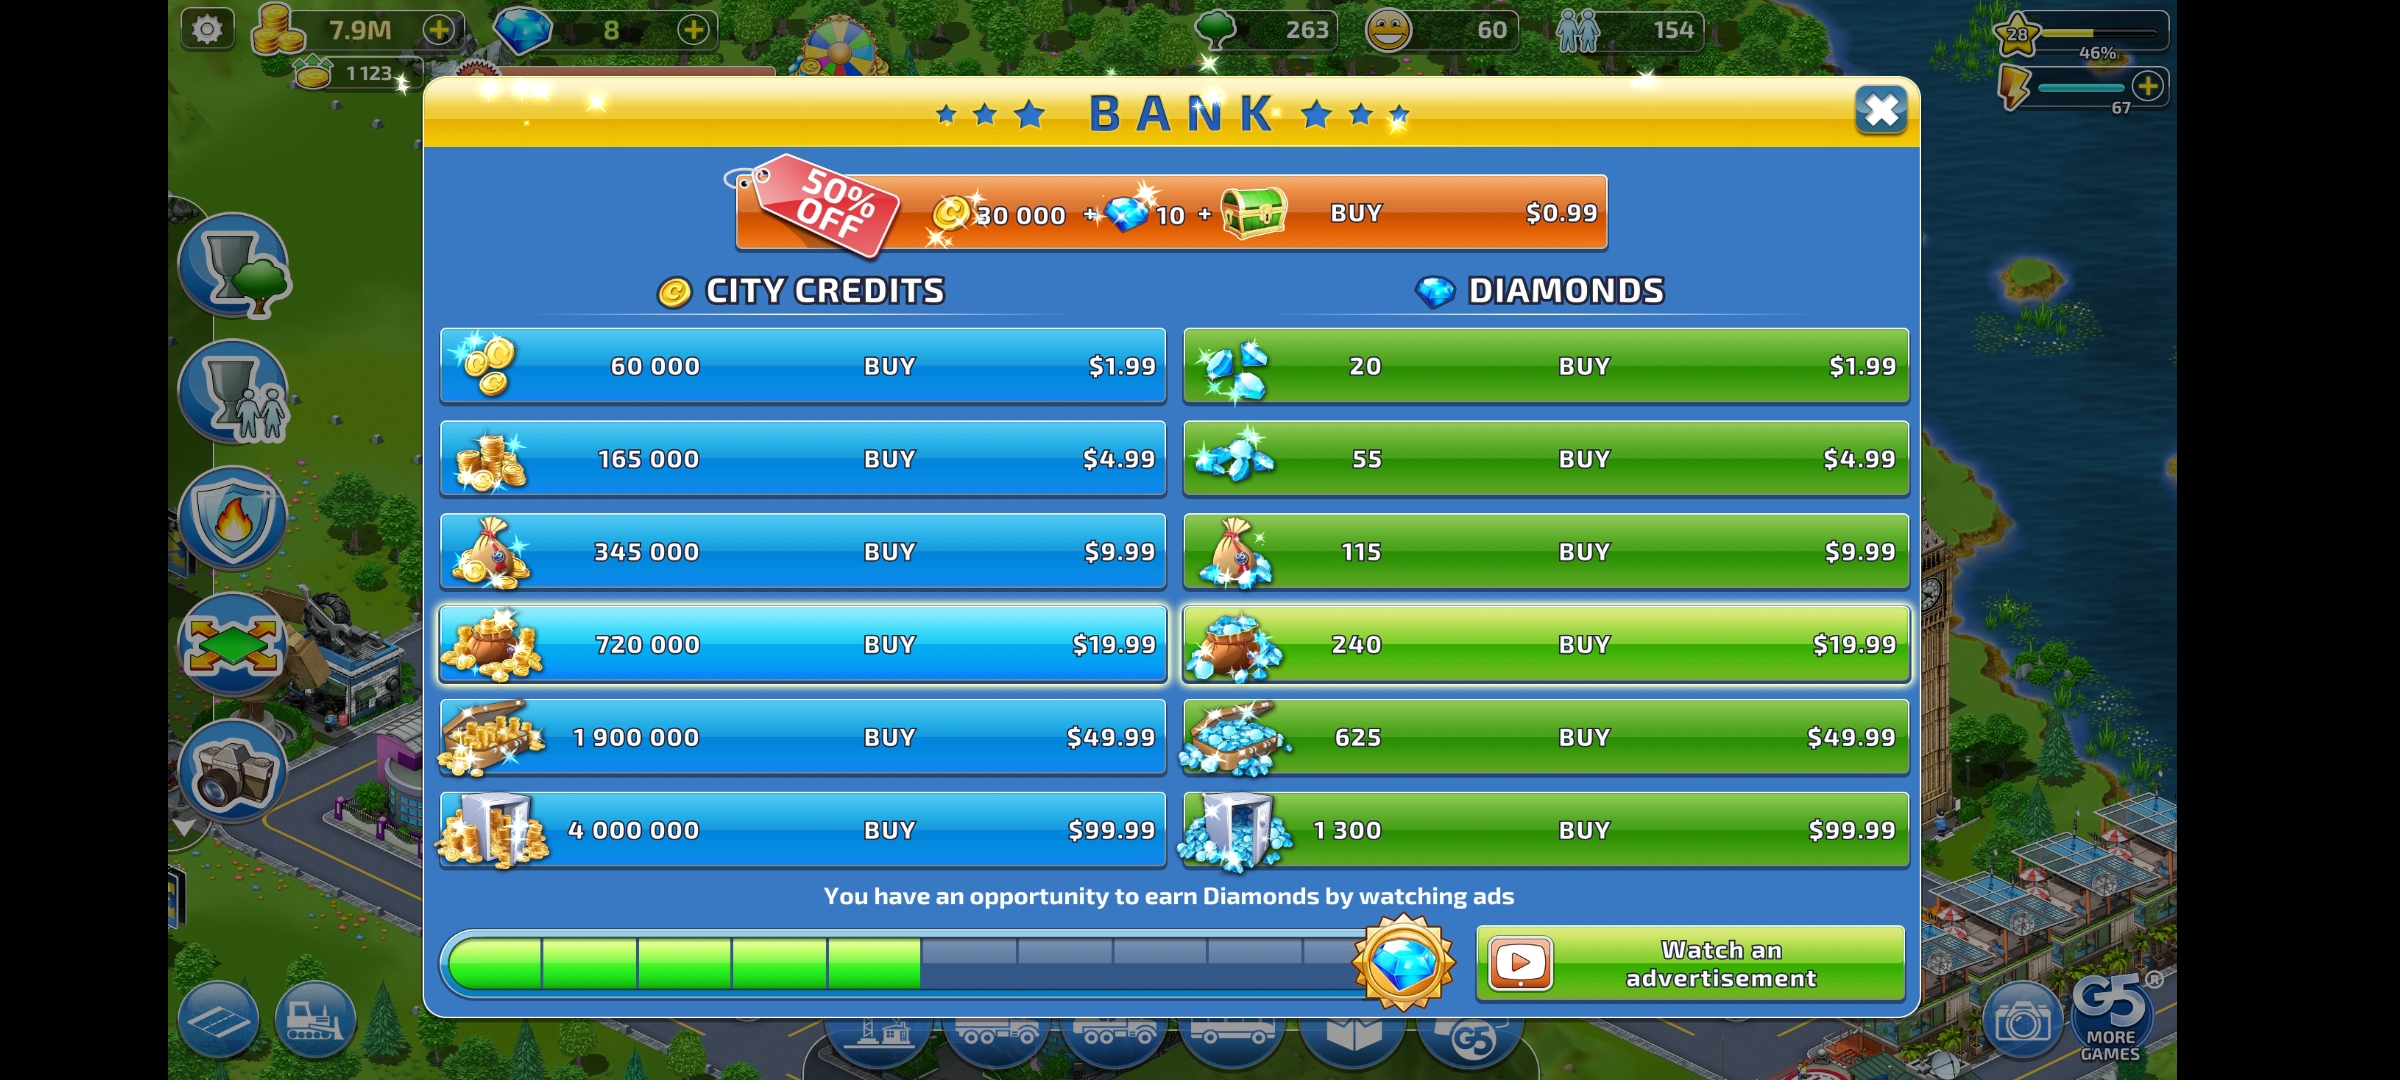 7.9M
8
263
60
154
28
46%
1 123
67
BANK
50%
OFF
30 000 + 10 + BUY $0.99
CITY CREDITS
DIAMONDS
60 000 BUY $1.99
20 BUY $1.99
165 000 BUY $4.99
55 BUY $4.99
345 000 BUY $9.99
115 BUY $9.99
720 000 BUY $19.99
240 BUY $19.99
1 900 000 BUY $49.99
625 BUY $49.99
4 000 000 BUY $99.99
1 300 BUY $99.99
You have an opportunity to earn Diamonds by watching ads
Watch an
advertisement
G5
G5®
MORE
GAMES